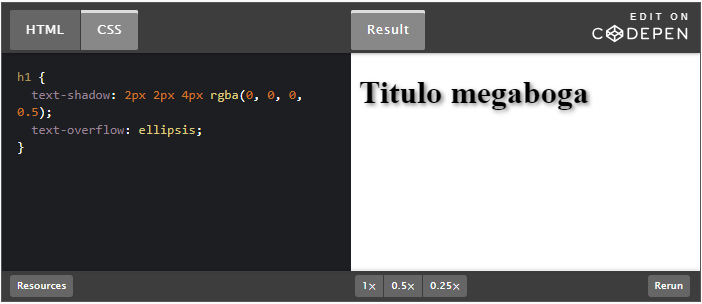 HTML CSS Result EDIT ON
CODEPEN
h1 {
text-shadow: 2px 2px 4px rgba(0, 0, 0,
0.5);
text-overflow: ellipsis;
}
Titulo megaboga
Resources 1× 0.5× 0.25× Rerun